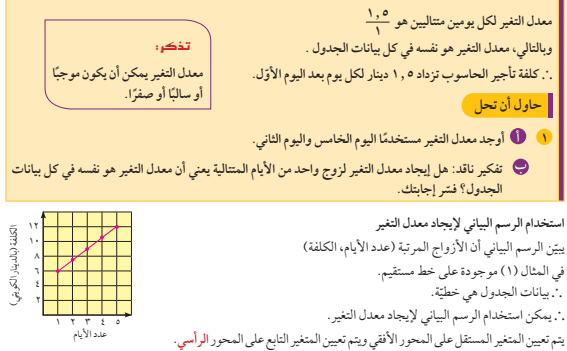 معدل التغير لكل يومين متتاليين هو ١,٥/١
وبالتالي، معدل التغير هو نفسه في كل بيانات الجدول .
∴ كلفة تأجير الحاسوب تزداد ١,٥ دينار لكل يوم بعد اليوم الأوّل.
تذكر:
معدل التغير يمكن أن يكون موجبًا
أو سالبًا أو صفرًا.
حاول أن تحل
١ أ أوجد معدل التغير مستخدمًا اليوم الخامس واليوم الثاني.
ب تفكير ناقد: هل إيجاد معدل التغير لزوج واحد من الأيام المتتالية يعني أن معدل التغير هو نفسه في كل بيانات
الجدول؟ فسّر إجابتك.
استخدام الرسم البياني لإيجاد معدل التغير
يبيّن الرسم البياني أن الأزواج المرتبة (عدد الأيام، الكلفة)
في المثال (١) موجودة على خط مستقيم.
∴ بيانات الجدول هي خطيّة.
∴ يمكن استخدام الرسم البياني لإيجاد معدل التغير.
يتم تعيين المتغير المستقل على المحور الأفقي ويتم تعيين المتغير التابع على المحور الرأسي.
الكلفة (بالدينار الكويتي)
١٢
١٠
٨
٦
٤
٢
١ ٢ ٣ ٤ ٥
عدد الأيام